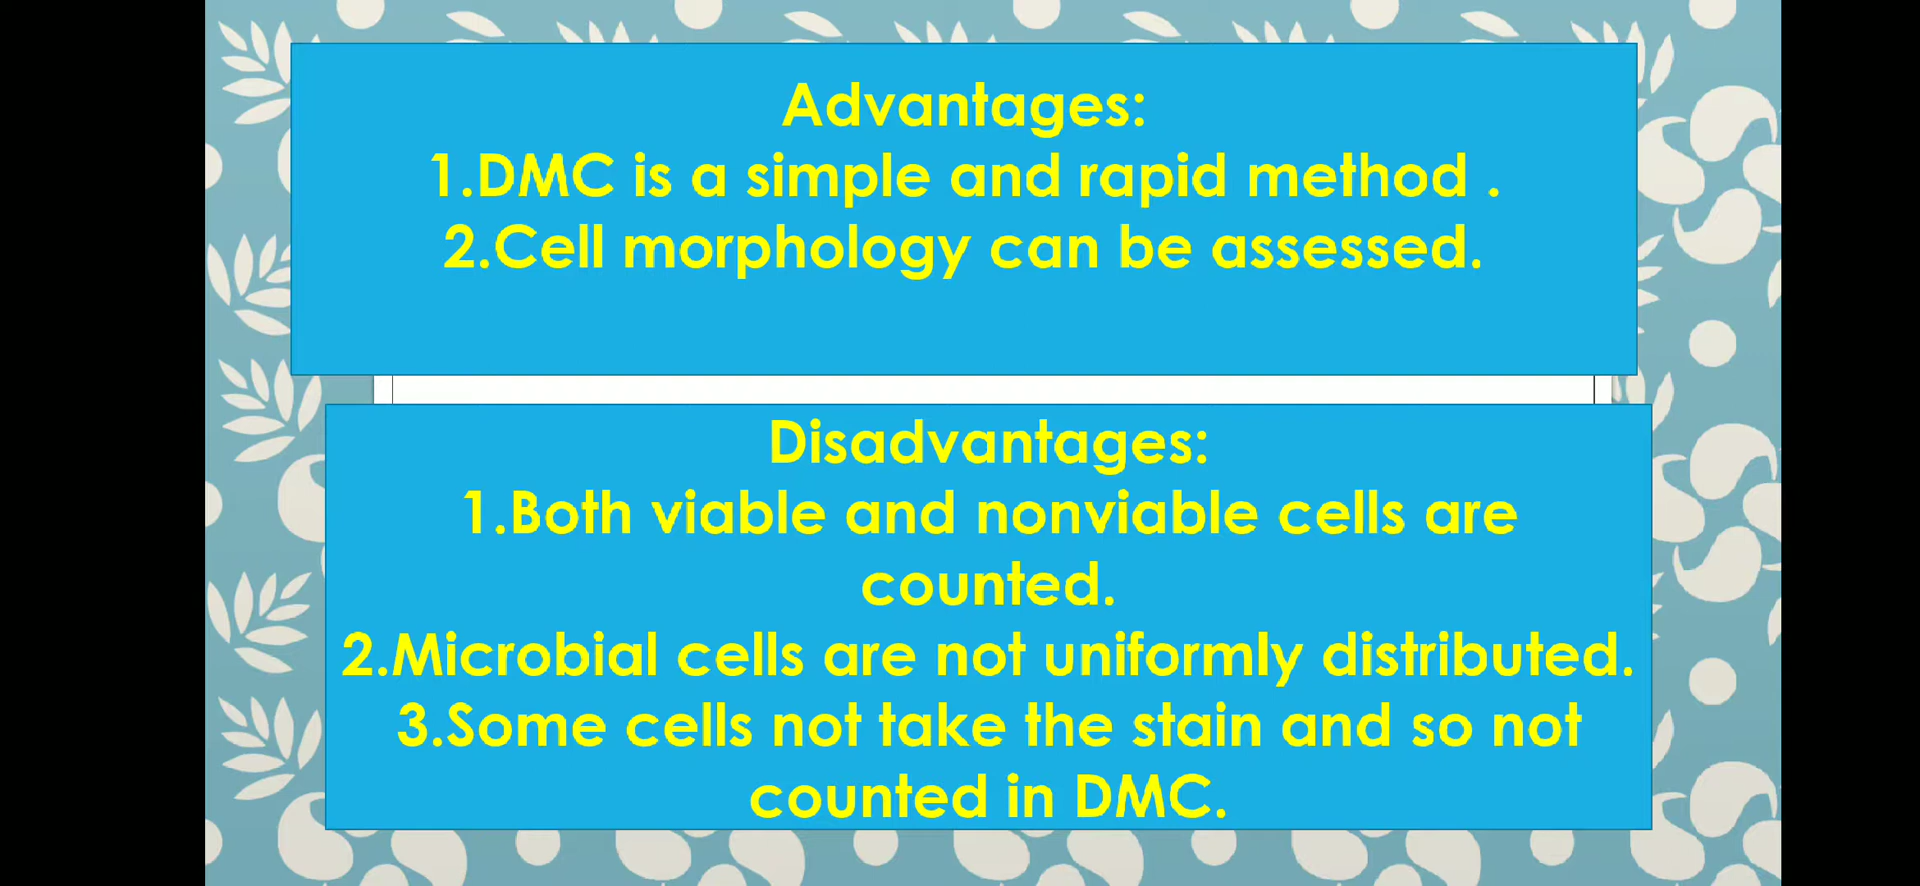 Advantages:
1.DMC is a simple and rapid method .
2.Cell morphology can be assessed.
Disadvantages:
1.Both viable and nonviable cells are
counted.
2.Microbial cells are not uniformly distributed.
3.Some cells not take the stain and so not
counted in DMC.